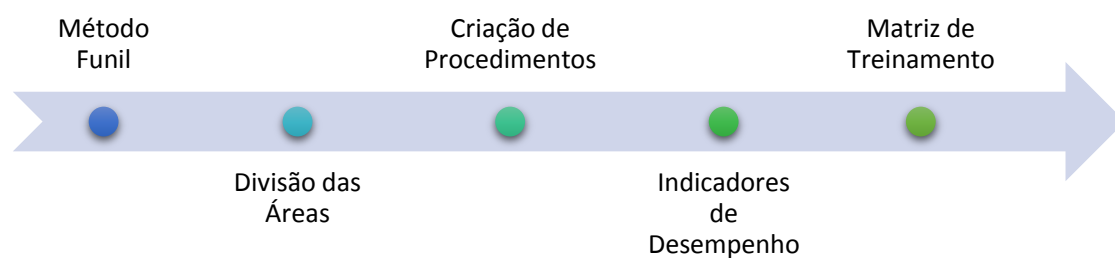 Método
Funil
Divisão das
Áreas
Criação de
Procedimentos
Indicadores
de
Desempenho
Matriz de
Treinamento